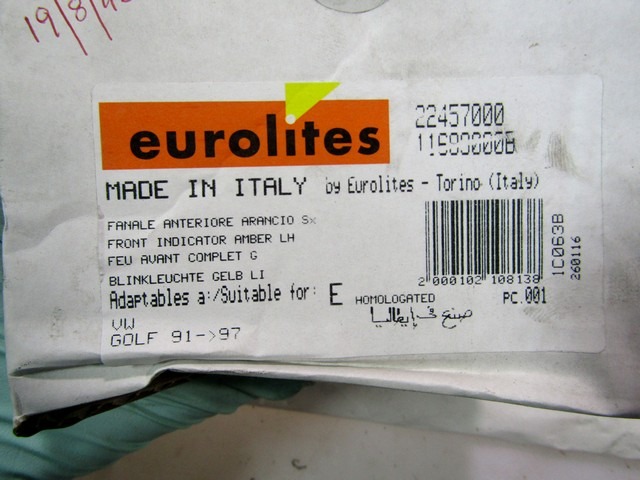 19/8/
eurolites
22457000
MADE IN ITALY by Eurolites - Torino (Italy)
FANALE ANTERIORE ARANCIO Sx
FRONT INDICATOR AMBER LH
FEU AVANT COMPLET G
BLINKLEUCHTE GELB LI
Adaptables a:/Suitable for: E HOMOLOGATED
2 000102 108138
PC.001
1C063B
260116
صنع في إيطاليا
VW
GOLF 91->97